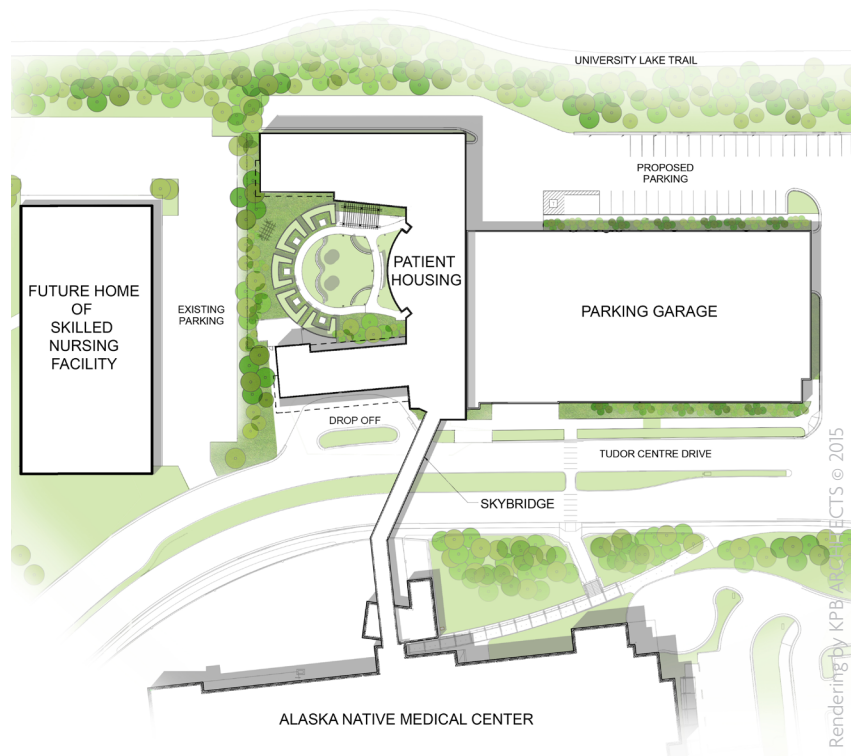 UNIVERSITY LAKE TRAIL
PROPOSED
PARKING
PATIENT
HOUSING
FUTURE HOME
OF
SKILLED
NURSING
FACILITY
EXISTING
PARKING
PARKING GARAGE
DROP OFF
TUDOR CENTRE DRIVE
SKYBRIDGE
ALASKA NATIVE MEDICAL CENTER
Rendering by KPB ARCHITECTS © 2015